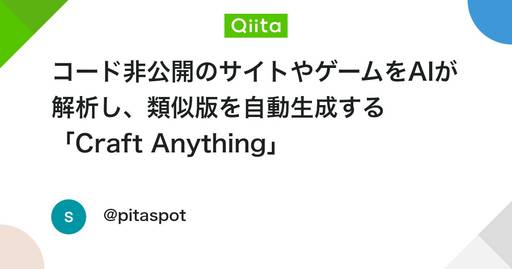 Qiita
コード非公開のサイトやゲームをAIが
解析し、類似版を自動生成する
「Craft Anything」
S
@pitaspot